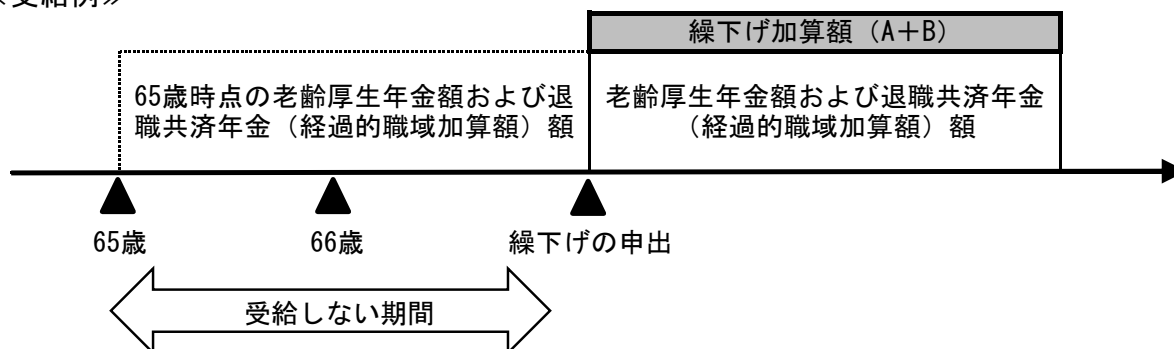 ≪受給例≫
繰下げ加算額（A＋B）
65歳時点の老齢厚生年金額および退
職共済年金（経過的職域加算額）額
老齢厚生年金額および退職共済年金
（経過的職域加算額）額
65歳
66歳
繰下げの申出
受給しない期間